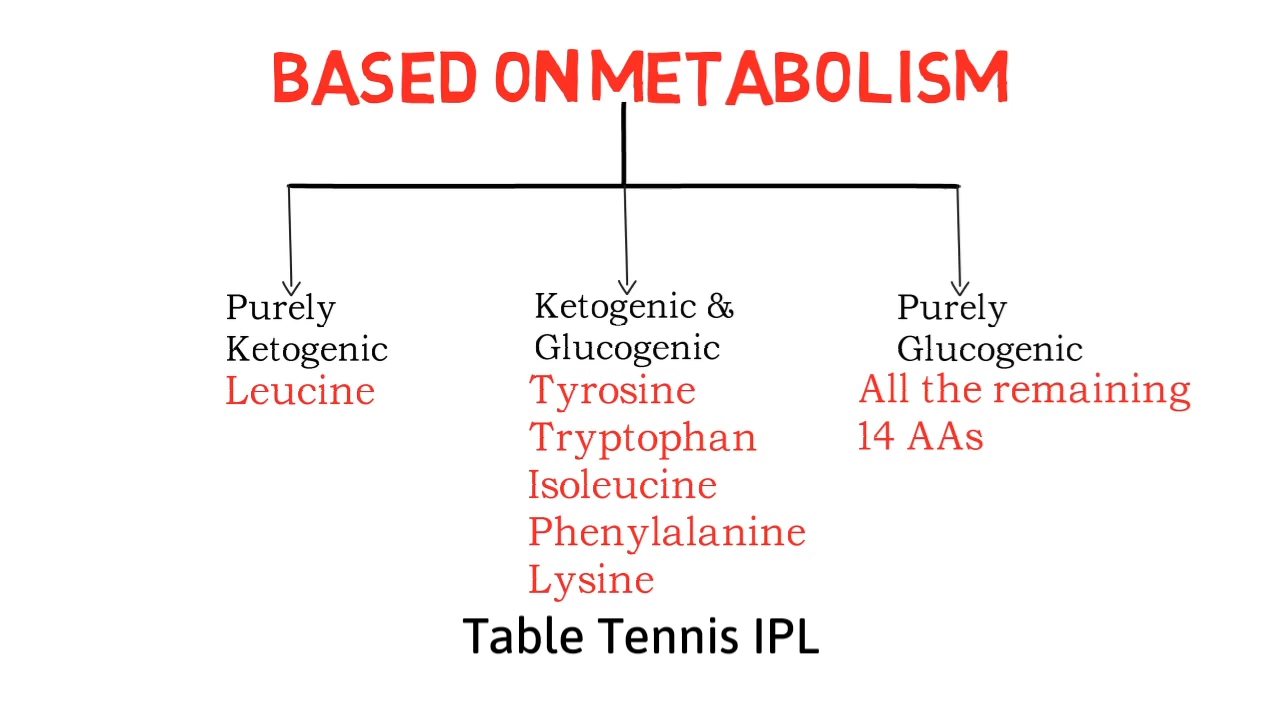 BASED ON METABOLISM
Purely
Ketogenic
Leucine
Ketogenic &
Glucogenic
Tyrosine
Tryptophan
Isoleucine
Phenylalanine
Lysine
Purely
Glucogenic
All the remaining
14 AAs
Table Tennis IPL